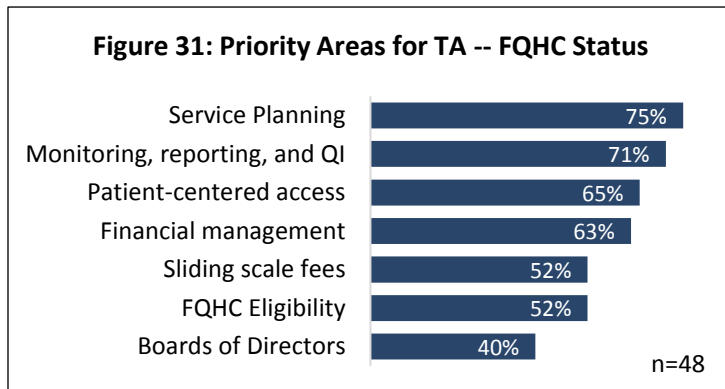 Figure 31: Priority Areas for TA -- FQHC Status
Service Planning 75%
Monitoring, reporting, and QI 71%
Patient-centered access 65%
Financial management 63%
Sliding scale fees 52%
FQHC Eligibility 52%
Boards of Directors 40%
n=48